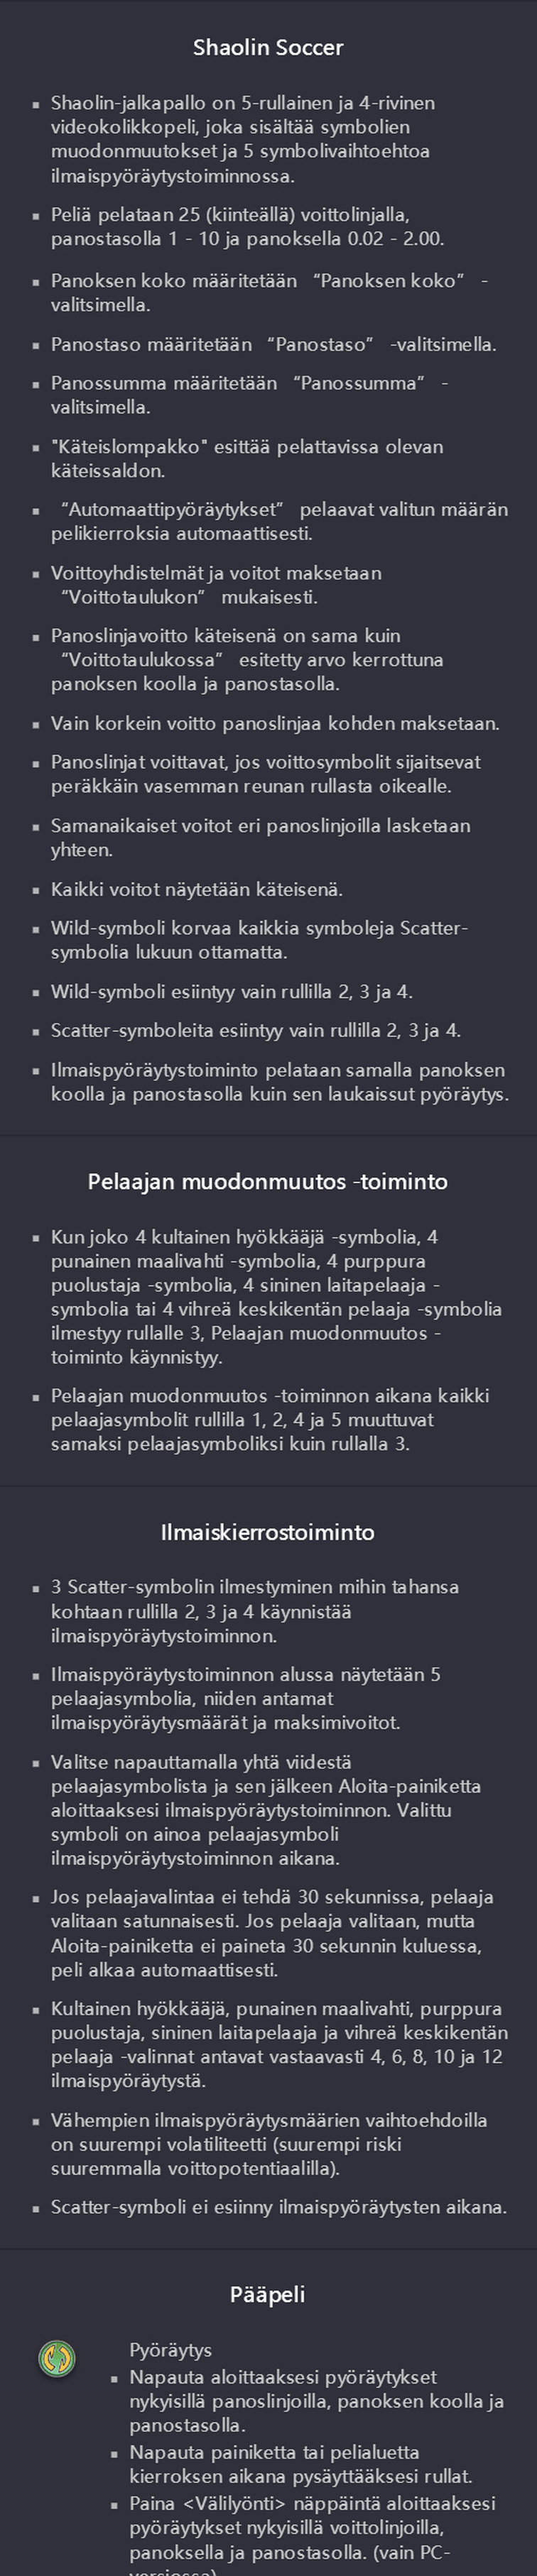 Shaolin Soccer
▪ Shaolin-jalkapallo on 5-rullainen ja 4-rivinen
videokolikkopeli, joka sisältää symbolien
muodonmuutokset ja 5 symbolivaihtoehtoa
ilmaispyöräytystoiminnossa.
▪ Peliä pelataan 25 (kiinteällä) voittolinjalla,
panostasolla 1 - 10 ja panoksella 0.02 - 2.00.
▪ Panoksen koko määritetään “Panoksen koko” -
valitsimella.
▪ Panostaso määritetään “Panostaso” -valitsimella.
▪ Panossumma määritetään “Panossumma” -
valitsimella.
▪ "Käteislompakko" esittää pelattavissa olevan
käteissaldon.
▪ “Automaattipyöräytykset” pelaavat valitun määrän
pelikierroksia automaattisesti.
▪ Voittoyhdistelmät ja voitot maksetaan
“Voittotaulukon” mukaisesti.
▪ Panoslinjavoitto käteisenä on sama kuin
“Voittotaulukossa” esitetty arvo kerrottuna
panoksen koolla ja panostasolla.
▪ Vain korkein voitto panoslinjaa kohden maksetaan.
▪ Panoslinjat voittavat, jos voittosymbolit sijaitsevat
peräkkäin vasemman reunan rullasta oikealle.
▪ Samanaikaiset voitot eri panoslinjoilla lasketaan
yhteen.
▪ Kaikki voitot näytetään käteisenä.
▪ Wild-symboli korvaa kaikkia symboleja Scatter-
symbolia lukuun ottamatta.
▪ Wild-symboli esiintyy vain rullilla 2, 3 ja 4.
▪ Scatter-symboleita esiintyy vain rullilla 2, 3 ja 4.
▪ Ilmaispyöräytystoiminto pelataan samalla panoksen
koolla ja panostasolla kuin sen laukaissut pyöräytys.
Pelaajan muodonmuutos -toiminto
▪ Kun joko 4 kultainen hyökkääjä -symbolia, 4
punainen maalivahti -symbolia, 4 purppura
puolustaja -symbolia, 4 sininen laitapelaaja -
symbolia tai 4 vihreä keskikentän pelaaja -symbolia
ilmestyy rullalle 3, Pelaajan muodonmuutos -
toiminto käynnistyy.
▪ Pelaajan muodonmuutos -toiminnon aikana kaikki
pelaajasymbolit rullilla 1, 2, 4 ja 5 muuttuvat
samaksi pelaajasymboliksi kuin rullalla 3.
Ilmaiskierrostoiminto
▪ 3 Scatter-symbolin ilmestyminen mihin tahansa
kohtaan rullilla 2, 3 ja 4 käynnistää
ilmaispyöräytystoiminnon.
▪ Ilmaispyöräytystoiminnon alussa näytetään 5
pelaajasymbolia, niiden antamat
ilmaispyöräytysmäärät ja maksimivoitot.
▪ Valitse napauttamalla yhtä viidestä
pelaajasymbolista ja sen jälkeen Aloita-painiketta
aloittaaksesi ilmaispyöräytystoiminnon. Valittu
symboli on ainoa pelaajasymboli
ilmaispyöräytystoiminnon aikana.
▪ Jos pelaajavalintaa ei tehdä 30 sekunnissa, pelaaja
valitaan satunnaisesti. Jos pelaaja valitaan, mutta
Aloita-painiketta ei paineta 30 sekunnin kuluessa,
peli alkaa automaattisesti.
▪ Kultainen hyökkääjä, punainen maalivahti, purppura
puolustaja, sininen laitapelaaja ja vihreä keskikentän
pelaaja -valinnat antavat vastaavasti 4, 6, 8, 10 ja 12
ilmaispyöräytystä.
▪ Vähempien ilmaispyöräytysmäärien vaihtoehdoilla
on suurempi volatiliteetti (suurempi riski
suuremmalla voittopotentiaalilla).
▪ Scatter-symboli ei esiinny ilmaispyöräytysten aikana.
Pääpeli
Pyöräytys
▪ Napauta aloittaaksesi pyöräytykset
nykyisillä panoslinjoilla, panoksen koolla ja
panostasolla.
▪ Napauta painiketta tai pelialuetta
kierroksen aikana pysäyttääksesi rullat.
▪ Paina <Välilyönti> näppäintä aloittaaksesi
pyöräytykset nykyisillä voittolinjoilla,
panoksella ja panostasolla. (vain PC-
versiossa)